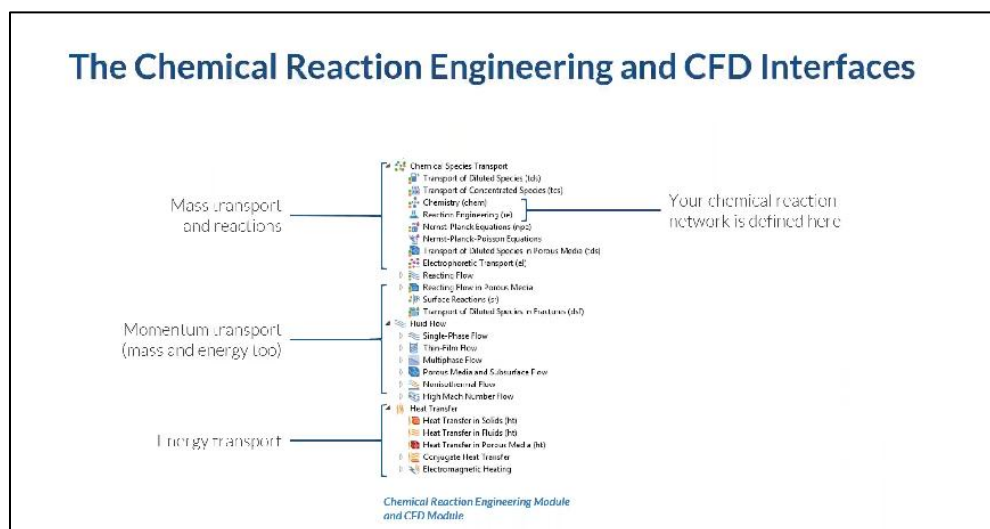 The Chemical Reaction Engineering and CFD Interfaces
Mass transport
and reactions
Momentum transport
(mass and energy too)
Energy transport
Chemical Species Transport
Transport of Diluted Species (tds)
Transport of Concentrated Species (tcs)
Chemistry (chem)
Reaction Engineering (re)
Nernst-Planck Equations (npe)
Nernst-Planck-Poisson Equations
Transport of Diluted Species in Porous Media (tds)
Electrophoretic Transport (el)
Reacting Flow
Reacting Flow in Porous Media
Surface Reactions (sr)
Transport of Diluted Species in Fractures (dsf)
Fluid Flow
Single-Phase Flow
Thin-Film Flow
Multiphase Flow
Porous Media and Subsurface Flow
Nonisothermal Flow
High Mach Number Flow
Heat Transfer
Heat Transfer in Solids (ht)
Heat Transfer in Fluids (ht)
Heat Transfer in Porous Media (ht)
Conjugate Heat Transfer
Electromagnetic Heating
Your chemical reaction
network is defined here
Chemical Reaction Engineering Module
and CFD Module